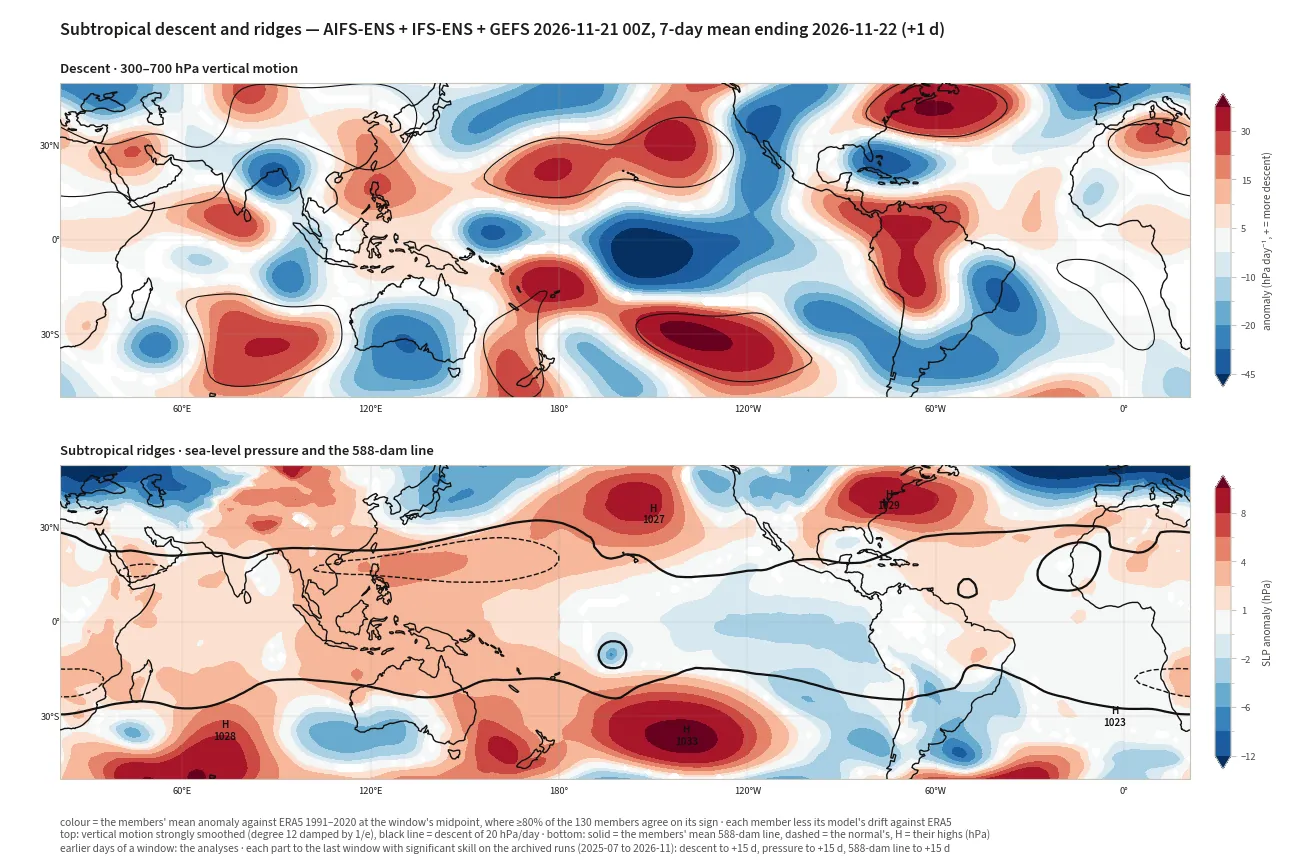 Subtropical descent and ridges — AIFS-ENS + IFS-ENS + GEFS 2026-11-21 00Z, 7-day mean ending 2026-11-22 (+1 d)
Descent · 300–700 hPa vertical motion
30°N
0°
30°S
60°E
120°E
180°
120°W
60°W
0°
30
15
5
−10
−20
−45
anomaly (hPa day⁻¹, + = more descent)
Subtropical ridges · sea-level pressure and the 588-dam line
H
1027
H
1029
H
1028
H
1033
H
1023
30°N
0°
30°S
60°E
120°E
180°
120°W
60°W
0°
8
4
1
−2
−6
−12
SLP anomaly (hPa)
colour = the members' mean anomaly against ERA5 1991–2020 at the window's midpoint, where ≥80% of the 130 members agree on its sign · each member less its model's drift against ERA5
top: vertical motion strongly smoothed (degree 12 damped by 1/e), black line = descent of 20 hPa/day · bottom: solid = the members' mean 588-dam line, dashed = the normal's, H = their highs (hPa)
earlier days of a window: the analyses · each part to the last window with significant skill on the archived runs (2025-07 to 2026-11): descent to +15 d, pressure to +15 d, 588-dam line to +15 d